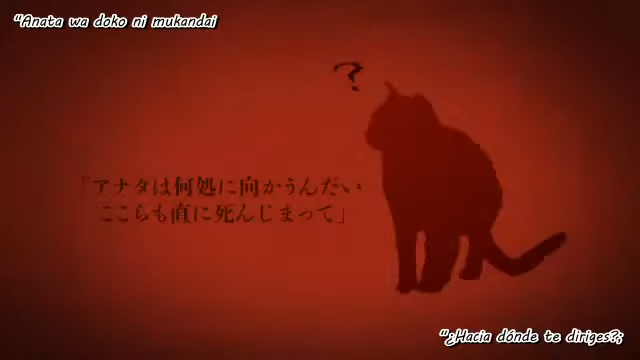 "Anata wa doko ni mukandai
?
「アナタは何処に向かうんだい
ここらも直に死んじまって」
"¿Hacia dónde te diriges?;